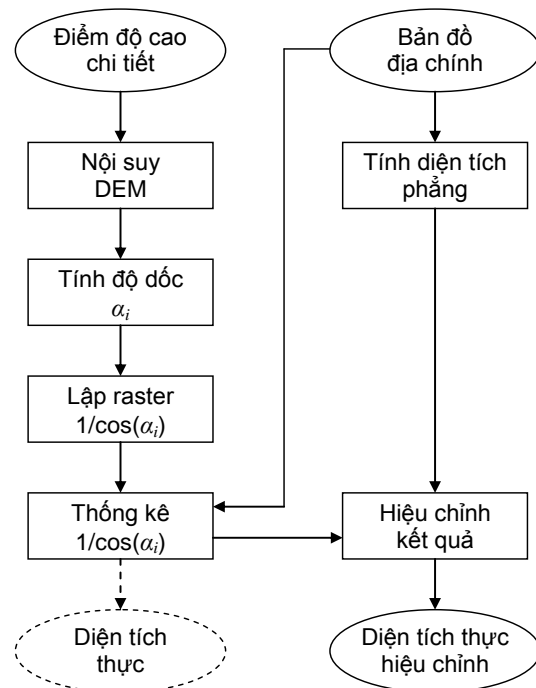 Điểm độ cao
chi tiết
Bản đồ
địa chính
Nội suy
DEM
Tính diện tích
phẳng
Tính độ dốc
αi
Lập raster
1/cos(αi)
Thống kê
1/cos(αi)
Hiệu chỉnh
kết quả
Diện tích
thực
Diện tích thực
hiệu chỉnh